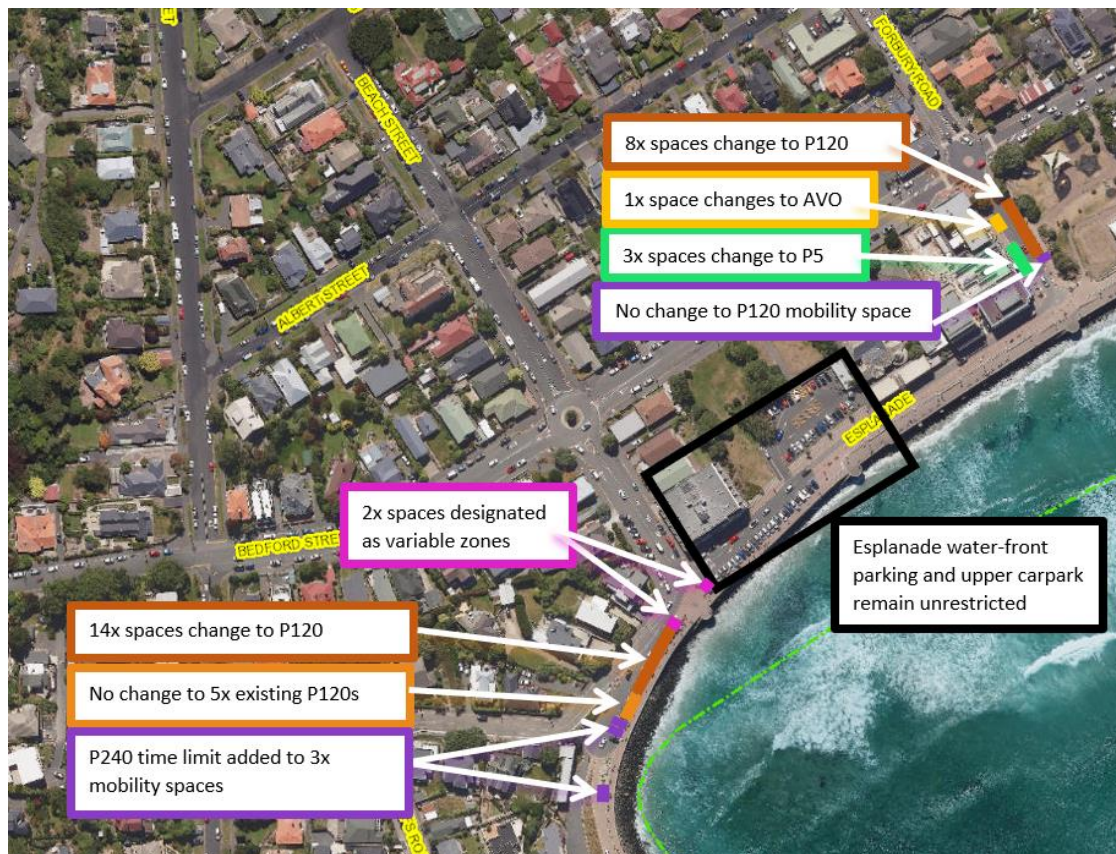 BEACH STREET
FORBURY ROAD
8x spaces change to P120
1x space changes to AVO
3x spaces change to P5
No change to P120 mobility space
ALBERT STREET
ESPLANADE
2x spaces designated
as variable zones
BEDFORD STREET
Esplanade water-front
parking and upper carpark
remain unrestricted
14x spaces change to P120
No change to 5x existing P120s
P240 time limit added to 3x
mobility spaces